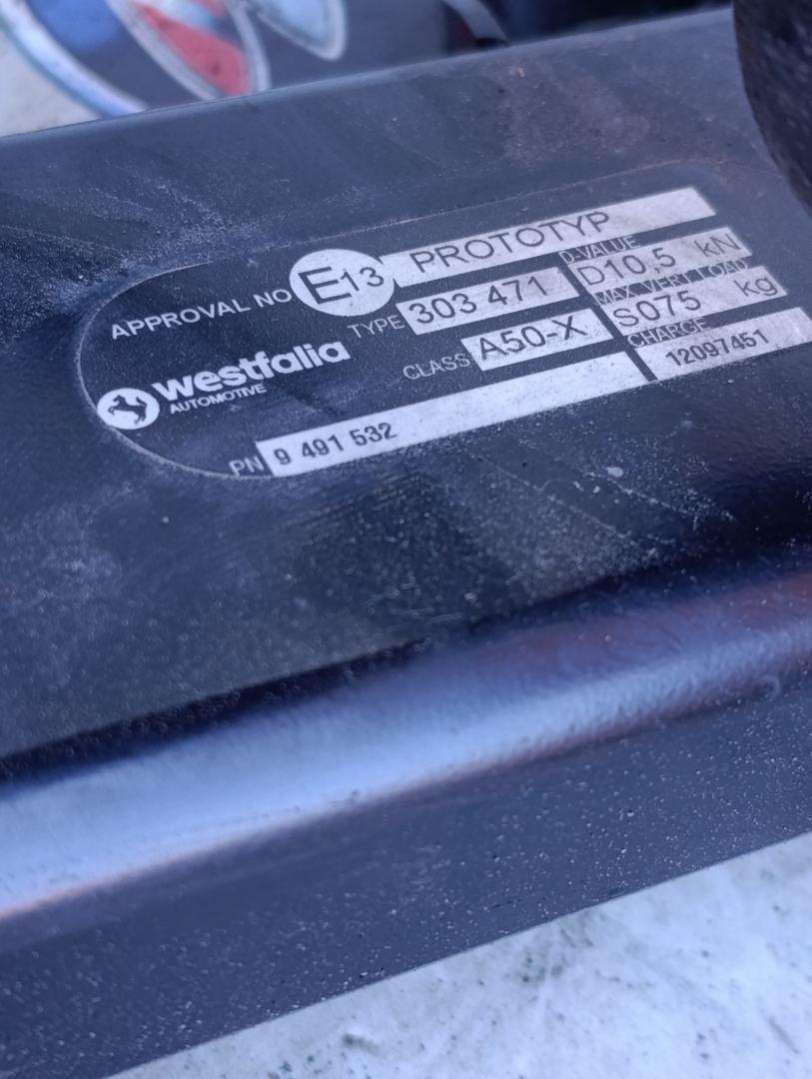 APPROVAL NO E13 PROTOTYP
TYPE 303 471
D-VALUE
D10,5 kN
CLASS A50-X
MAX. VERT. LOAD
S075 kg
westfalia
AUTOMOTIVE
CHARGE
12097451
PN 9 491 532